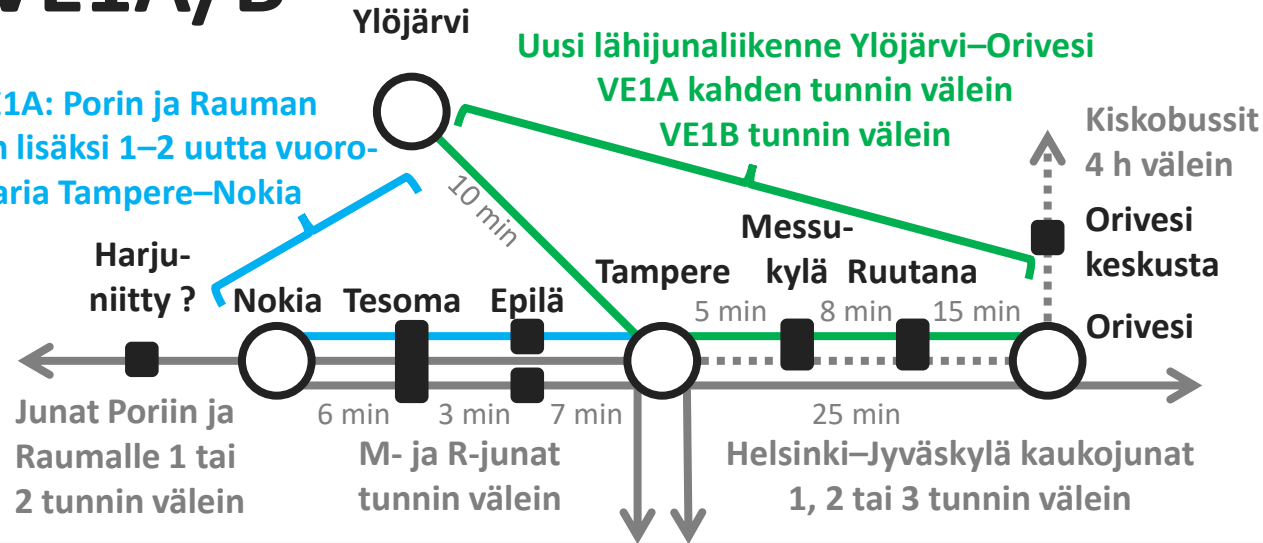 VE1A/B
Ylöjärvi
Uusi lähijunaliikenne Ylöjärvi–Orivesi
VE1A kahden tunnin välein
VE1B tunnin välein
1A: Porin ja Rauman
lisäksi 1–2 uutta vuoro-
Tampere–Nokia
Kiskobussit
4 h välein
10 min
Harju-
niitty ?
Nokia
Tesoma
Epilä
Tampere
Messu-
kylä
Ruutana
Orivesi
keskusta
5 min
8 min
15 min
Orivesi
6 min
3 min
7 min
25 min
Junat Poriin ja
Raumalle 1 tai
2 tunnin välein
M- ja R-junat
tunnin välein
Helsinki–Jyväskylä kaukojunat
1, 2 tai 3 tunnin välein